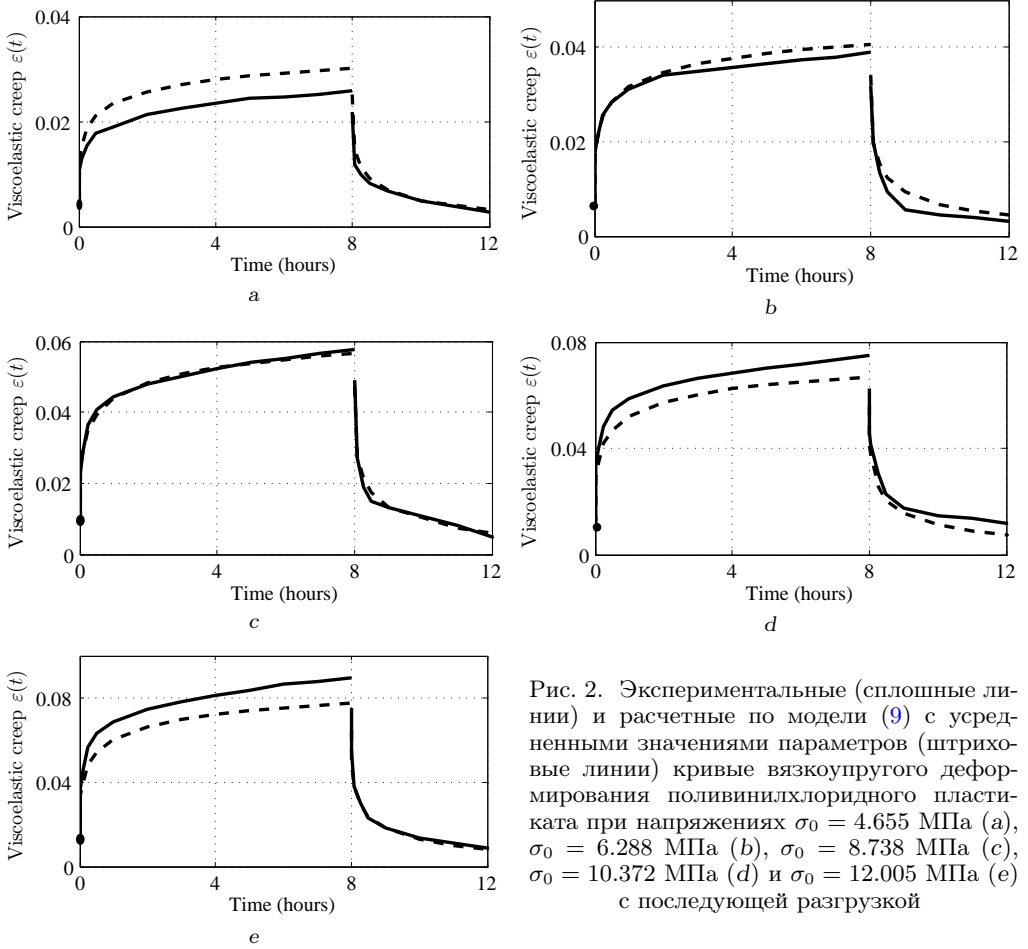 0.04
0.02
0
0 4 8 12
Viscoelastic creep ε(t)
Time (hours)
a
0.04
0.02
0
0 4 8 12
Viscoelastic creep ε(t)
Time (hours)
b
0.06
0.04
0.02
0
0 4 8 12
Viscoelastic creep ε(t)
Time (hours)
c
0.08
0.04
0
0 4 8 12
Viscoelastic creep ε(t)
Time (hours)
d
0.08
0.04
0
0 4 8 12
Viscoelastic creep ε(t)
Time (hours)
e
Рис. 2. Экспериментальные (сплошные ли-
нии) и расчетные по модели (9) с усред-
ненными значениями параметров (штрихо-
вые линии) кривые вязкоупругого дефор-
мирования поливинилхлоридного пласти-
ката при напряжениях σ₀ = 4.655 МПа (a),
σ₀ = 6.288 МПа (b), σ₀ = 8.738 МПа (c),
σ₀ = 10.372 МПа (d) и σ₀ = 12.005 МПа (e)
с последующей разгрузкой